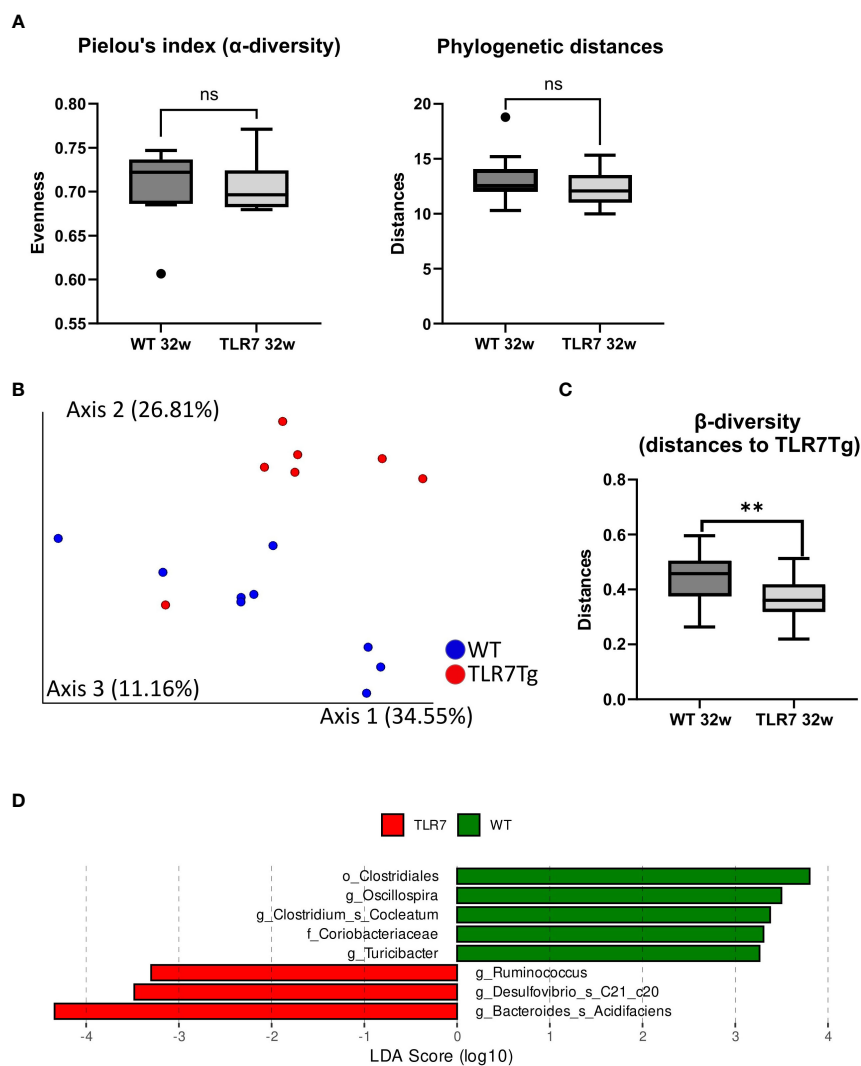 A
Pielou's index (α-diversity)
Phylogenetic distances
ns
ns
0.80
0.75
0.70
0.65
0.60
0.55
Evenness
WT 32w
TLR7 32w
20
15
10
5
0
Distances
WT 32w
TLR7 32w
B
Axis 2 (26.81%)
WT
TLR7Tg
Axis 3 (11.16%)
Axis 1 (34.55%)
C
β-diversity
(distances to TLR7Tg)
**
0.8
0.6
0.4
0.2
0.0
Distances
WT 32w
TLR7 32w
D
TLR7
WT
o_Clostridiales
g_Oscillospira
g_Clostridium_s_Cocleatum
f_Coriobacteriaceae
g_Turicibacter
g_Ruminococcus
g_Desulfovibrio_s_C21_c20
g_Bacteroides_s_Acidifaciens
-4 -3 -2 -1 0 1 2 3 4
LDA Score (log10)